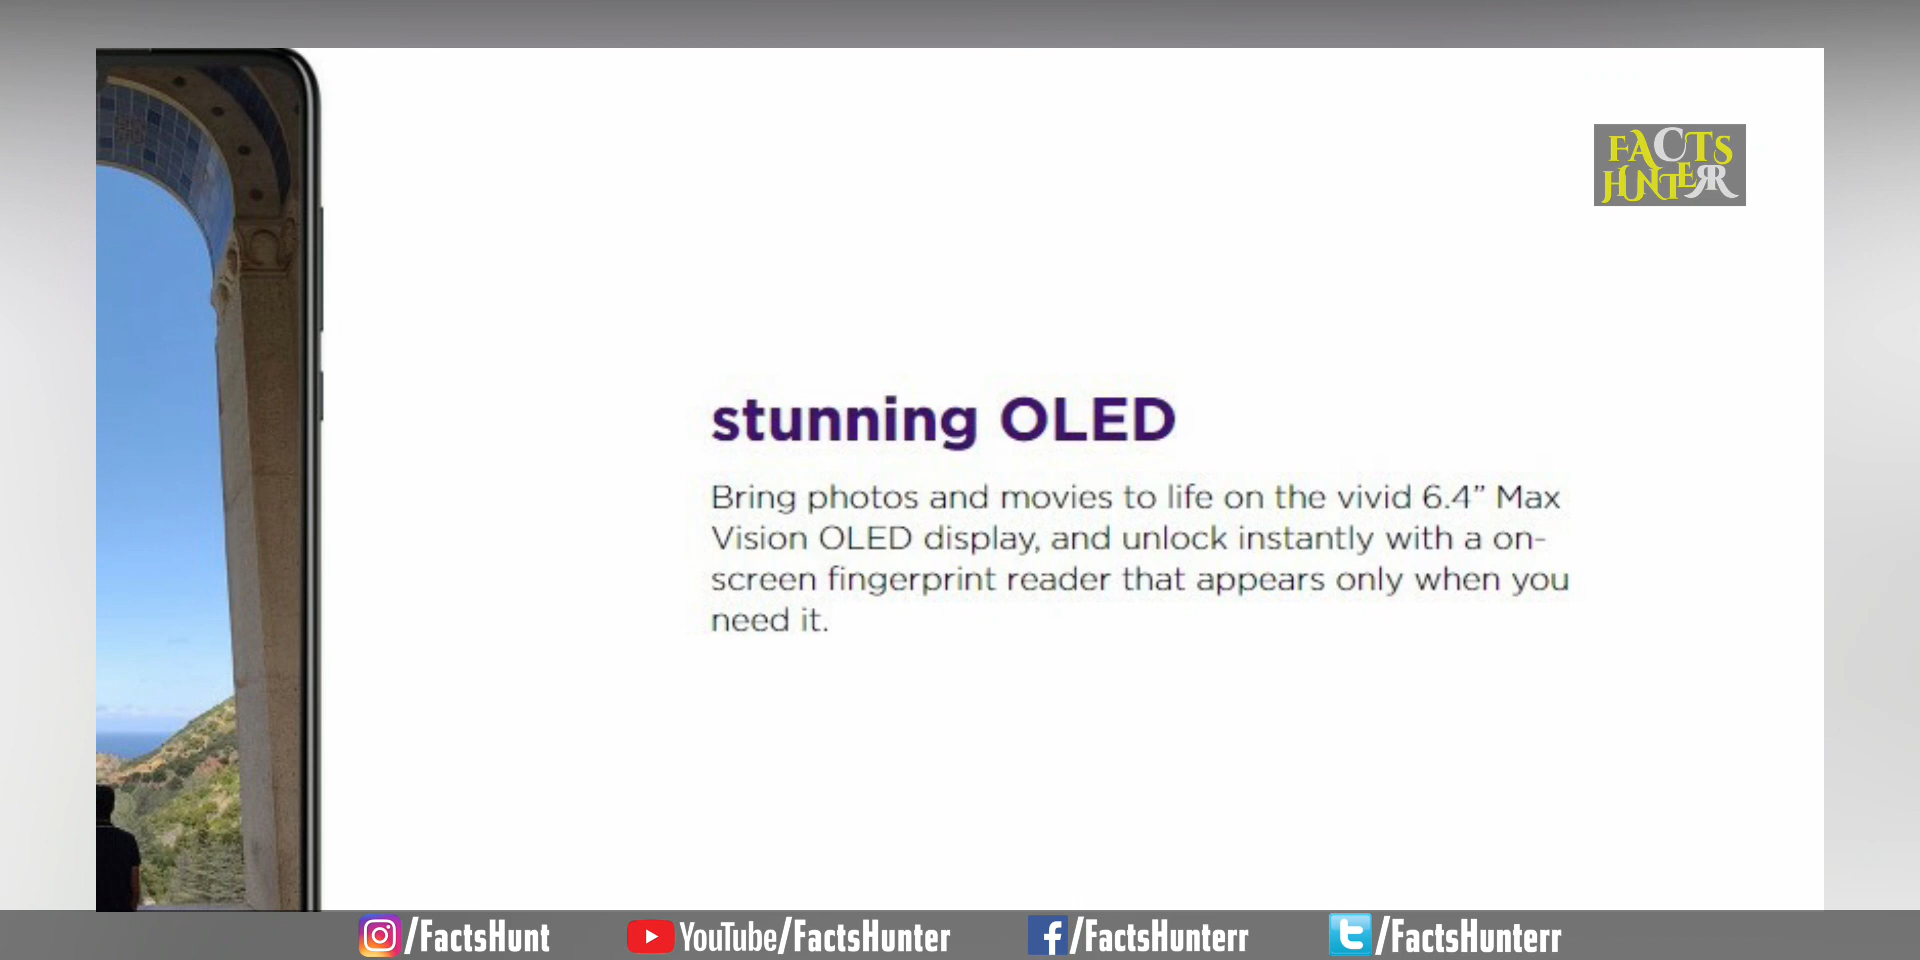 FACTS
HUNTERR
stunning OLED
Bring photos and movies to life on the vivid 6.4” Max
Vision OLED display, and unlock instantly with a on-
screen fingerprint reader that appears only when you
need it.
/FactsHunt YouTube/FactsHunter /FactsHunterr /FactsHunterr